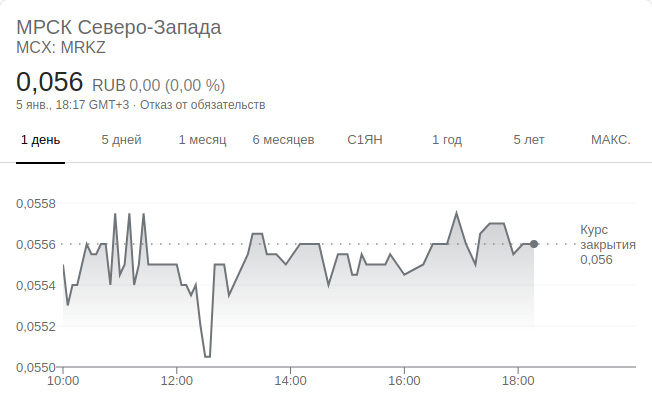 МРСК Северо-Запада
MCX: MRKZ
0,056 RUB 0,00 (0,00 %)
5 янв., 18:17 GMT+3 · Отказ от обязательств
1 день 5 дней 1 месяц 6 месяцев С1ЯН 1 год 5 лет МАКС.
0,0558
0,0556
0,0554
0,0552
0,0550
Курс
закрытия
0,056
10:00 12:00 14:00 16:00 18:00